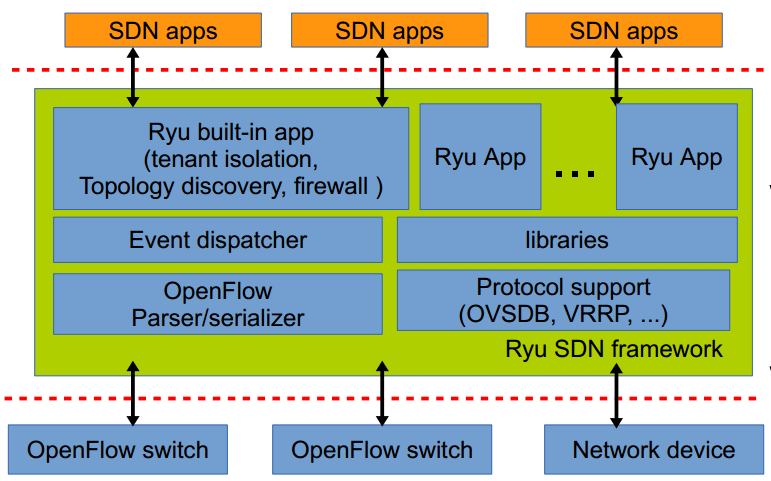 SDN apps
SDN apps
SDN apps
Ryu built-in app
(tenant isolation,
Topology discovery, firewall )
Ryu App
...
Ryu App
Event dispatcher
libraries
OpenFlow
Parser/serializer
Protocol support
(OVSDB, VRRP, ...)
Ryu SDN framework
OpenFlow switch
OpenFlow switch
Network device